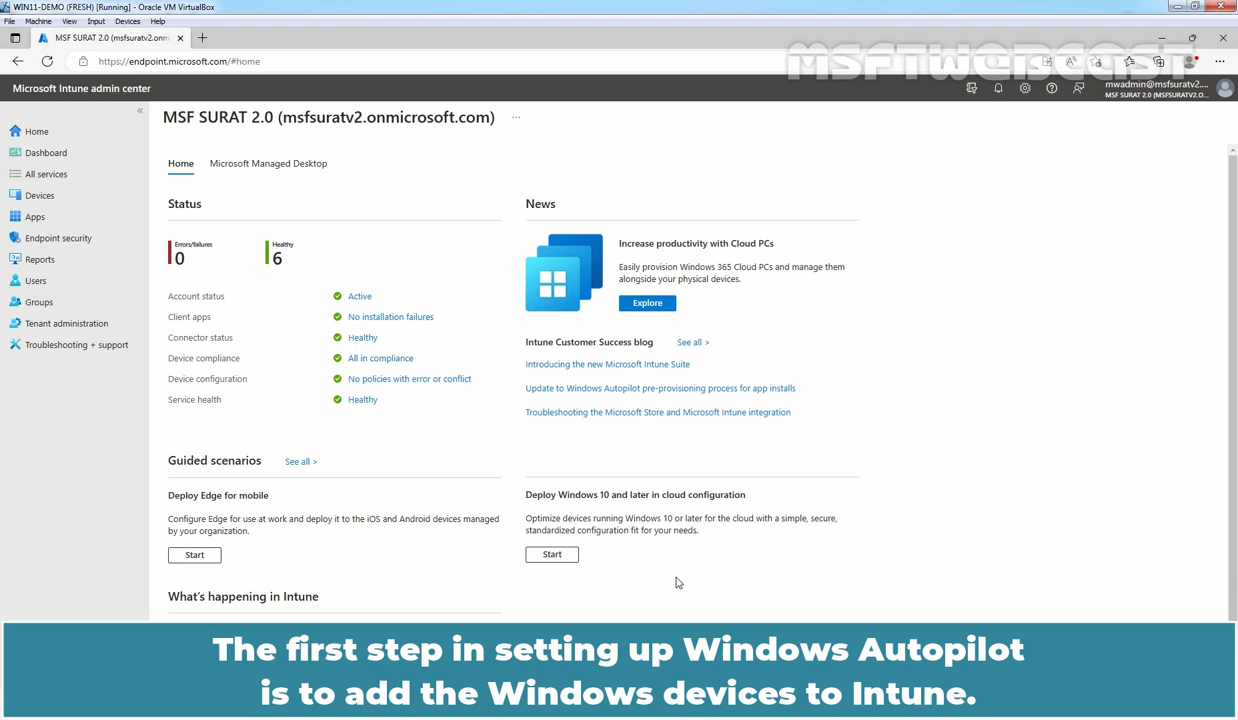 WIN11-DEMO (FRESH) [Running] - Oracle VM VirtualBox
File Machine View Input Devices Help
MSF SURAT 2.0 (msfsuratv2.onm
https://endpoint.microsoft.com/#home
MSFTWEBCAST
Microsoft Intune admin center
mwadmin@msfsuratv2....
MSF SURAT 2.0 (MSFSURATV2.O...
MSF SURAT 2.0 (msfsuratv2.onmicrosoft.com) ...
Home
Dashboard
All services
Devices
Apps
Endpoint security
Reports
Users
Groups
Tenant administration
Troubleshooting + support
Home Microsoft Managed Desktop
Status
Errors/failures
0
Healthy
6
Account status Active
Client apps No installation failures
Connector status Healthy
Device compliance All in compliance
Device configuration No policies with error or conflict
Service health Healthy
News
Increase productivity with Cloud PCs
Easily provision Windows 365 Cloud PCs and manage them
alongside your physical devices.
Explore
Intune Customer Success blog See all >
Introducing the new Microsoft Intune Suite
Update to Windows Autopilot pre-provisioning process for app installs
Troubleshooting the Microsoft Store and Microsoft Intune integration
Guided scenarios See all >
Deploy Edge for mobile
Configure Edge for use at work and deploy it to the iOS and Android devices managed
by your organization.
Start
Deploy Windows 10 and later in cloud configuration
Optimize devices running Windows 10 or later for the cloud with a simple, secure,
standardized configuration fit for your needs.
Start
What's happening in Intune
The first step in setting up Windows Autopilot
is to add the Windows devices to Intune.